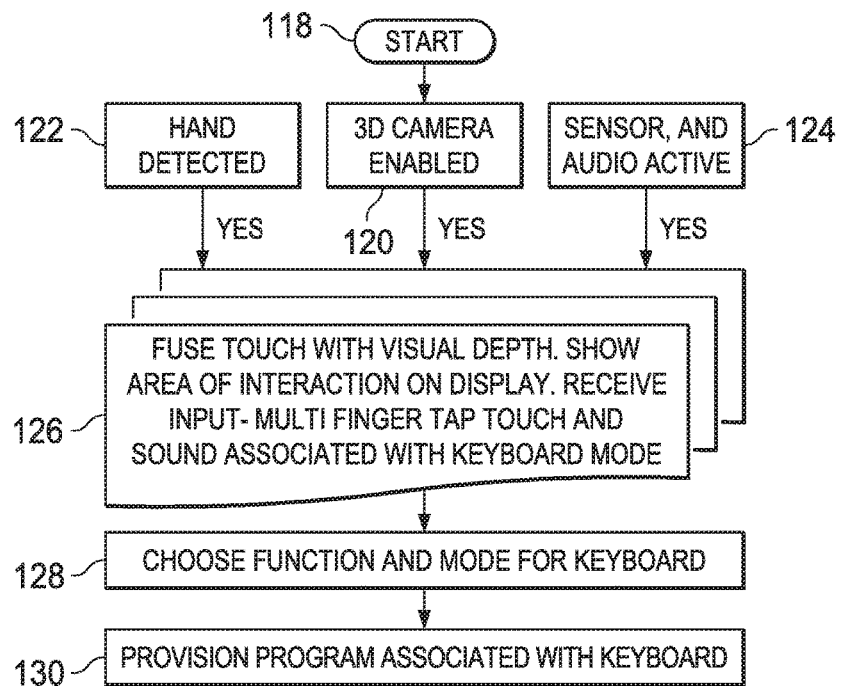 118
START
122
HAND
DETECTED
3D CAMERA
ENABLED
SENSOR, AND
AUDIO ACTIVE
124
120
YES
YES
YES
126
FUSE TOUCH WITH VISUAL DEPTH. SHOW
AREA OF INTERACTION ON DISPLAY. RECEIVE
INPUT- MULTI FINGER TAP TOUCH AND
SOUND ASSOCIATED WITH KEYBOARD MODE
128
CHOOSE FUNCTION AND MODE FOR KEYBOARD
130
PROVISION PROGRAM ASSOCIATED WITH KEYBOARD